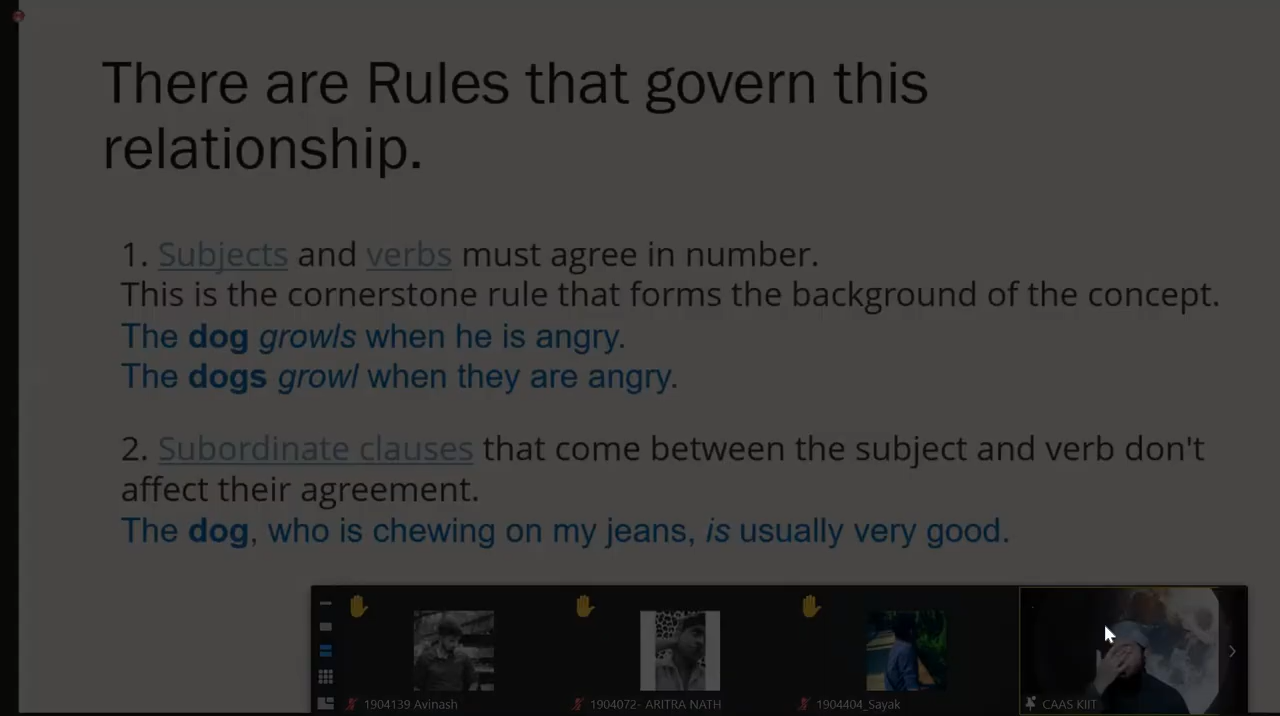 There are Rules that govern this
relationship.
1. Subjects and verbs must agree in number.
This is the cornerstone rule that forms the background of the concept.
The dog growls when he is angry.
The dogs growl when they are angry.
2. Subordinate clauses that come between the subject and verb don't
affect their agreement.
The dog, who is chewing on my jeans, is usually very good.
1904139 Avinash
1904072- ARITRA NATH
1904404_Sayak
CAAS KIIT